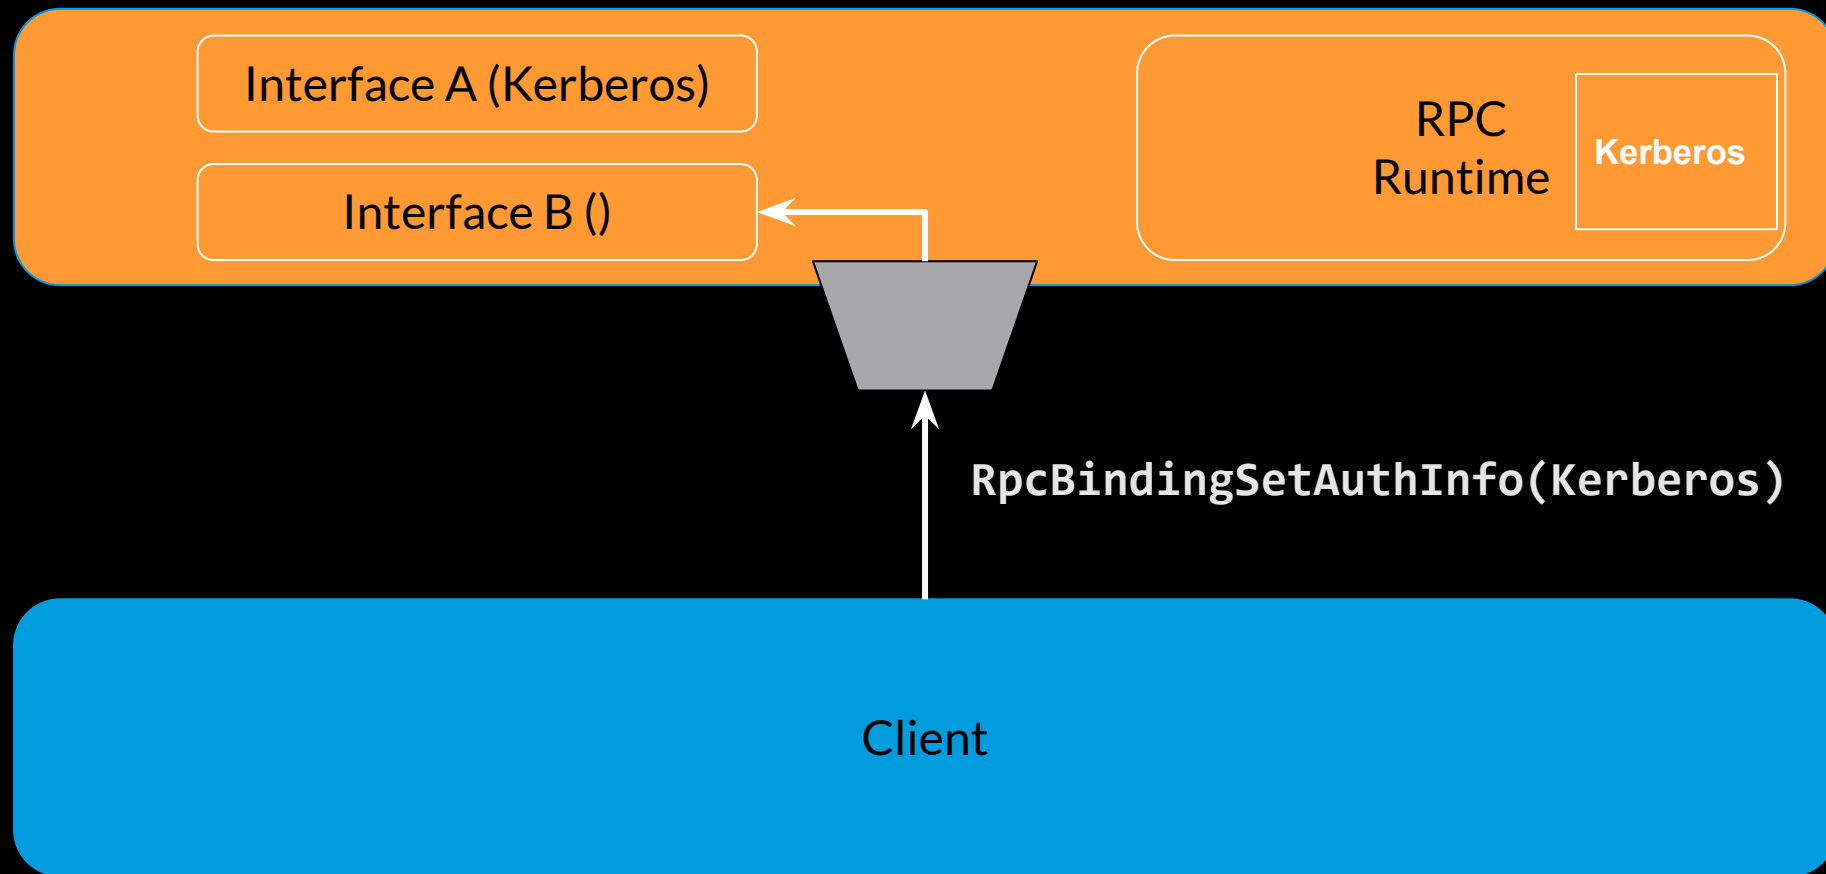 Interface A (Kerberos)
Interface B ()
RPC
Runtime
Kerberos
RpcBindingSetAuthInfo(Kerberos)
Client